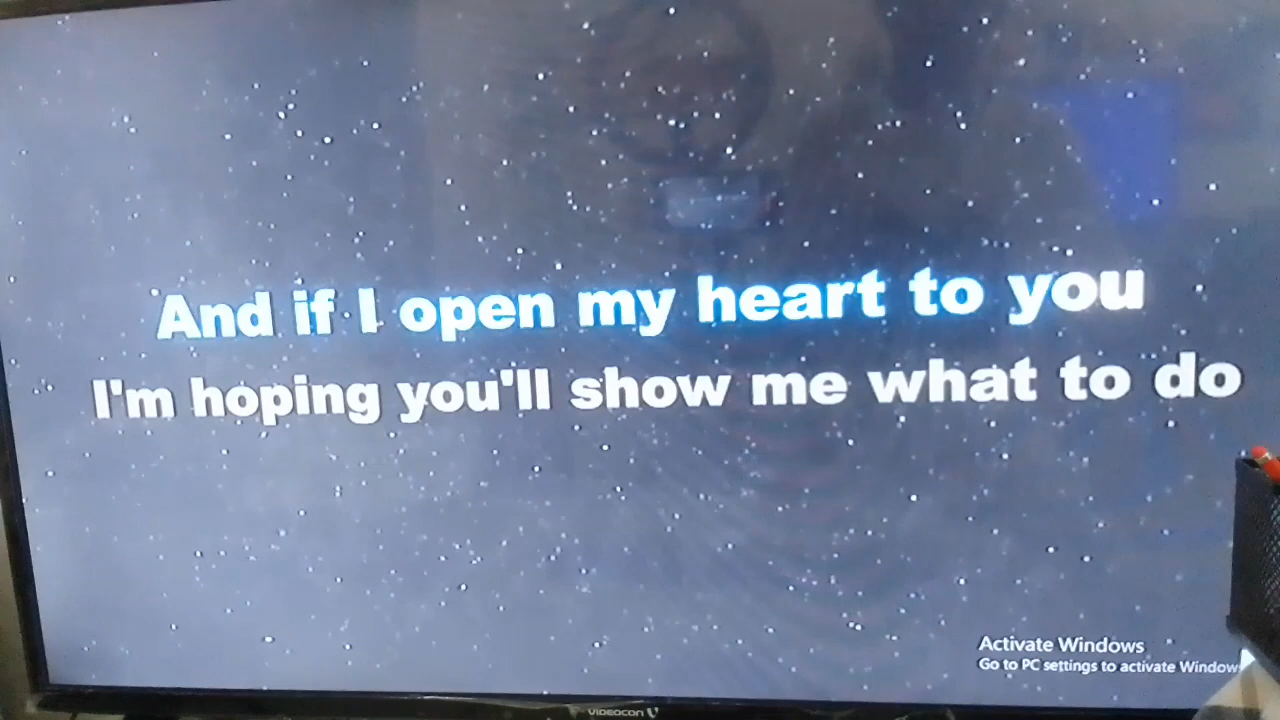 And if I open my heart to you
I'm hoping you'll show me what to do
Activate Windows
Go to PC settings to activate Window
VIDEOCON